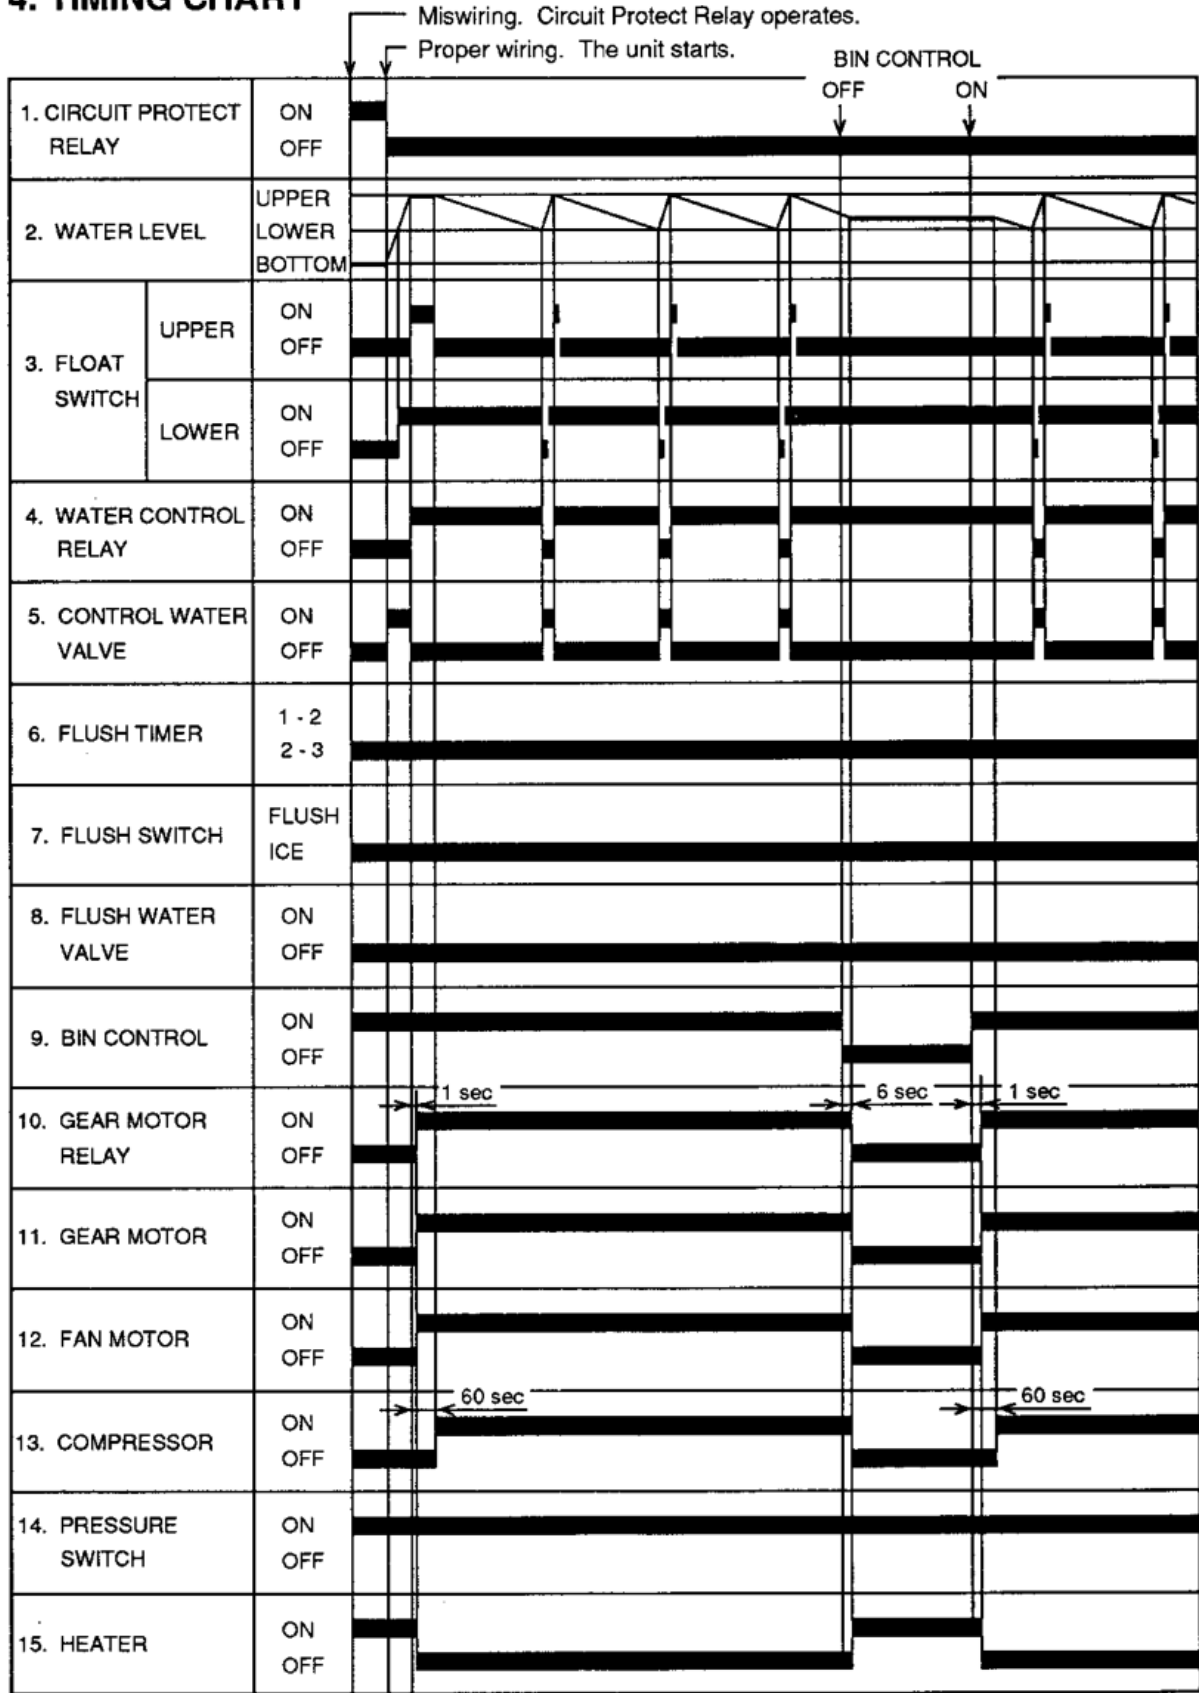 4. TIMING CHART
Miswiring. Circuit Protect Relay operates.
Proper wiring. The unit starts.
BIN CONTROL
OFF ON
1. CIRCUIT PROTECT ON
RELAY OFF
UPPER
2. WATER LEVEL LOWER
BOTTOM
3. FLOAT SWITCH
UPPER ON
OFF
LOWER ON
OFF
4. WATER CONTROL ON
RELAY OFF
5. CONTROL WATER ON
VALVE OFF
6. FLUSH TIMER 1 - 2
2 - 3
7. FLUSH SWITCH FLUSH
ICE
8. FLUSH WATER ON
VALVE OFF
9. BIN CONTROL ON
OFF
1 sec 6 sec 1 sec
10. GEAR MOTOR ON
RELAY OFF
11. GEAR MOTOR ON
OFF
12. FAN MOTOR ON
OFF
60 sec 60 sec
13. COMPRESSOR ON
OFF
14. PRESSURE ON
SWITCH OFF
15. HEATER ON
OFF